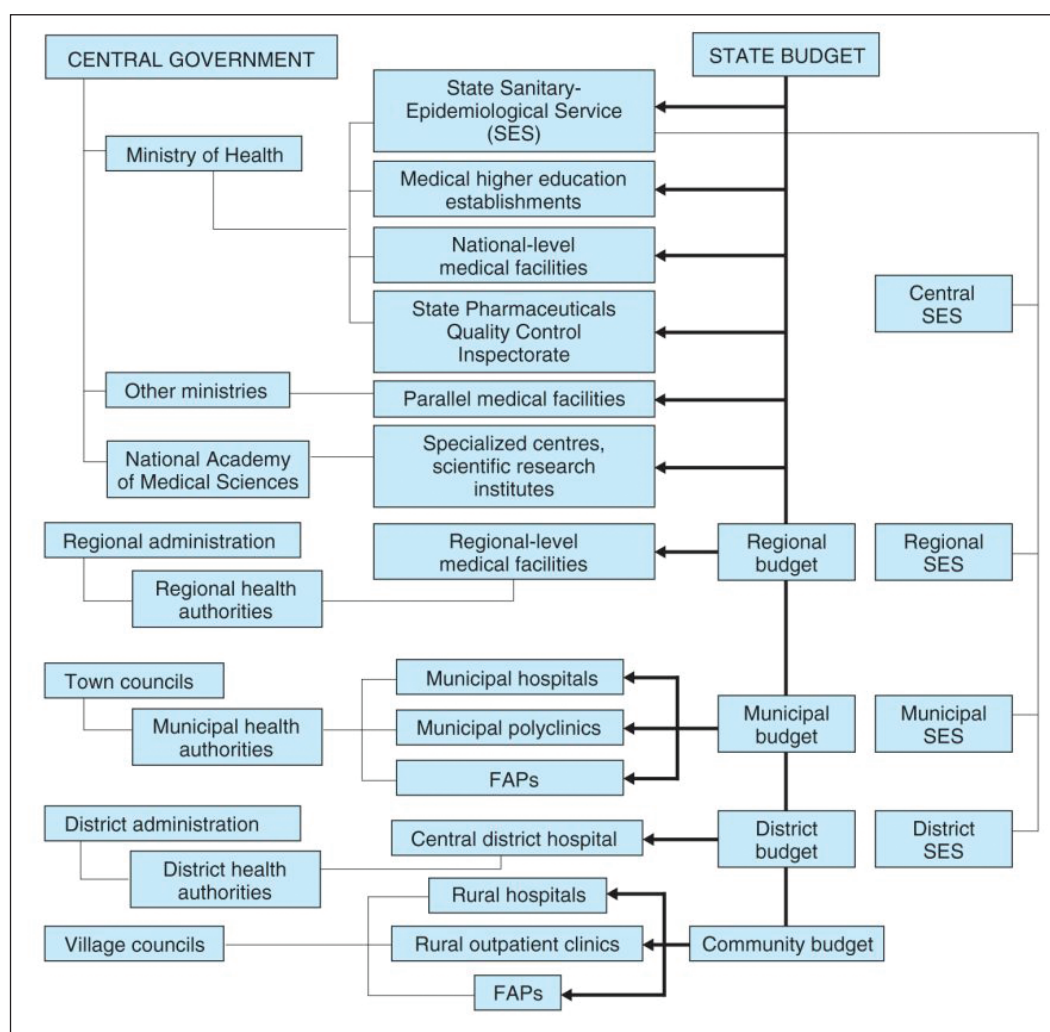 CENTRAL GOVERNMENT
STATE BUDGET
State Sanitary-
Epidemiological Service
(SES)
Ministry of Health
Medical higher education
establishments
National-level
medical facilities
Central
SES
State Pharmaceuticals
Quality Control
Inspectorate
Other ministries
Parallel medical facilities
National Academy
of Medical Sciences
Specialized centres,
scientific research
institutes
Regional administration
Regional health
authorities
Regional-level
medical facilities
Regional
budget
Regional
SES
Town councils
Municipal health
authorities
Municipal hospitals
Municipal polyclinics
FAPs
Municipal
budget
Municipal
SES
District administration
District health
authorities
Central district hospital
District
budget
District
SES
Village councils
Rural hospitals
Rural outpatient clinics
FAPs
Community budget